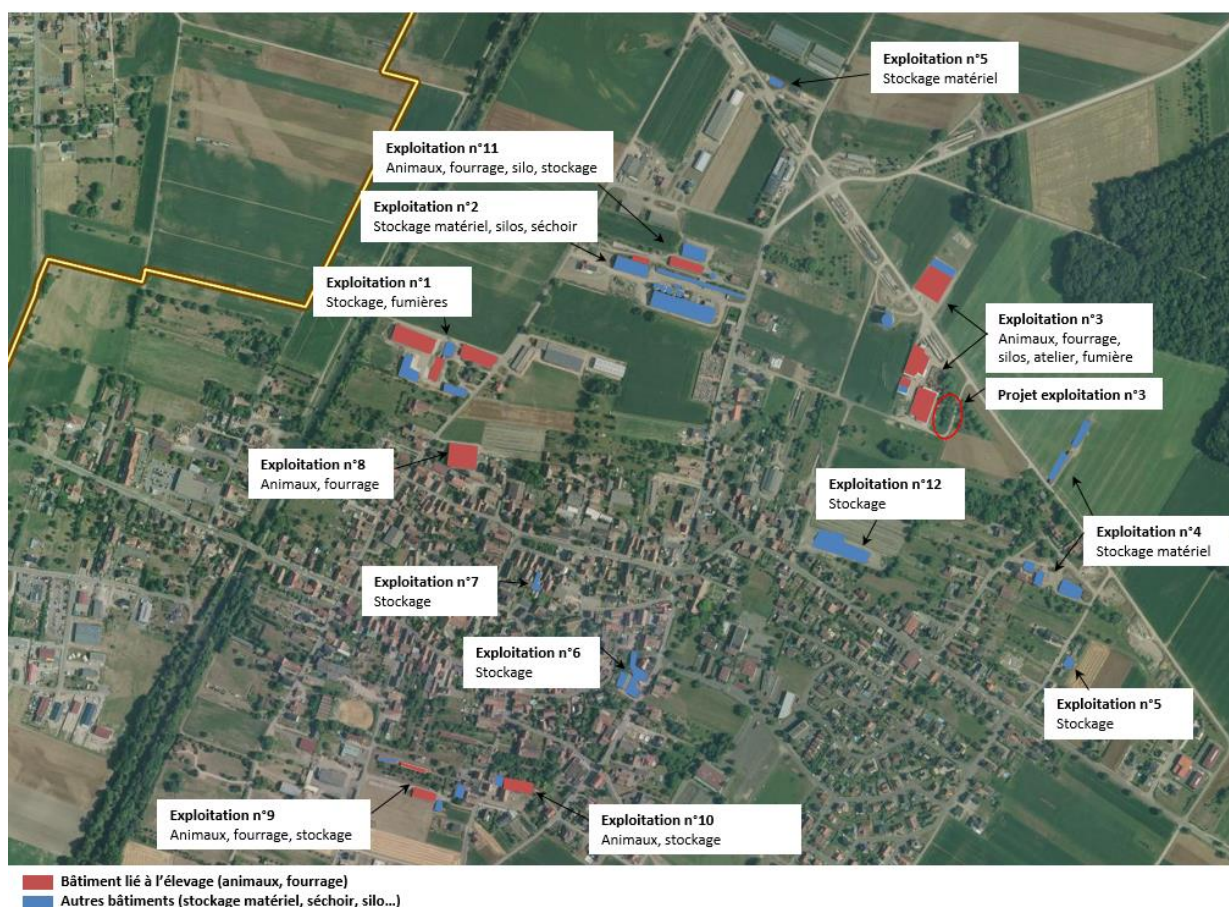 Exploitation n°5
Stockage matériel
Exploitation n°11
Animaux, fourrage, silo, stockage
Exploitation n°2
Stockage matériel, silos, séchoir
Exploitation n°1
Stockage, fumières
Exploitation n°3
Animaux, fourrage,
silos, atelier, fumière
Projet exploitation n°3
Exploitation n°8
Animaux, fourrage
Exploitation n°12
Stockage
Exploitation n°4
Stockage matériel
Exploitation n°7
Stockage
Exploitation n°6
Stockage
Exploitation n°5
Stockage
Exploitation n°9
Animaux, fourrage, stockage
Exploitation n°10
Animaux, stockage
Bâtiment lié à l'élevage (animaux, fourrage)
Autres bâtiments (stockage matériel, séchoir, silo...)